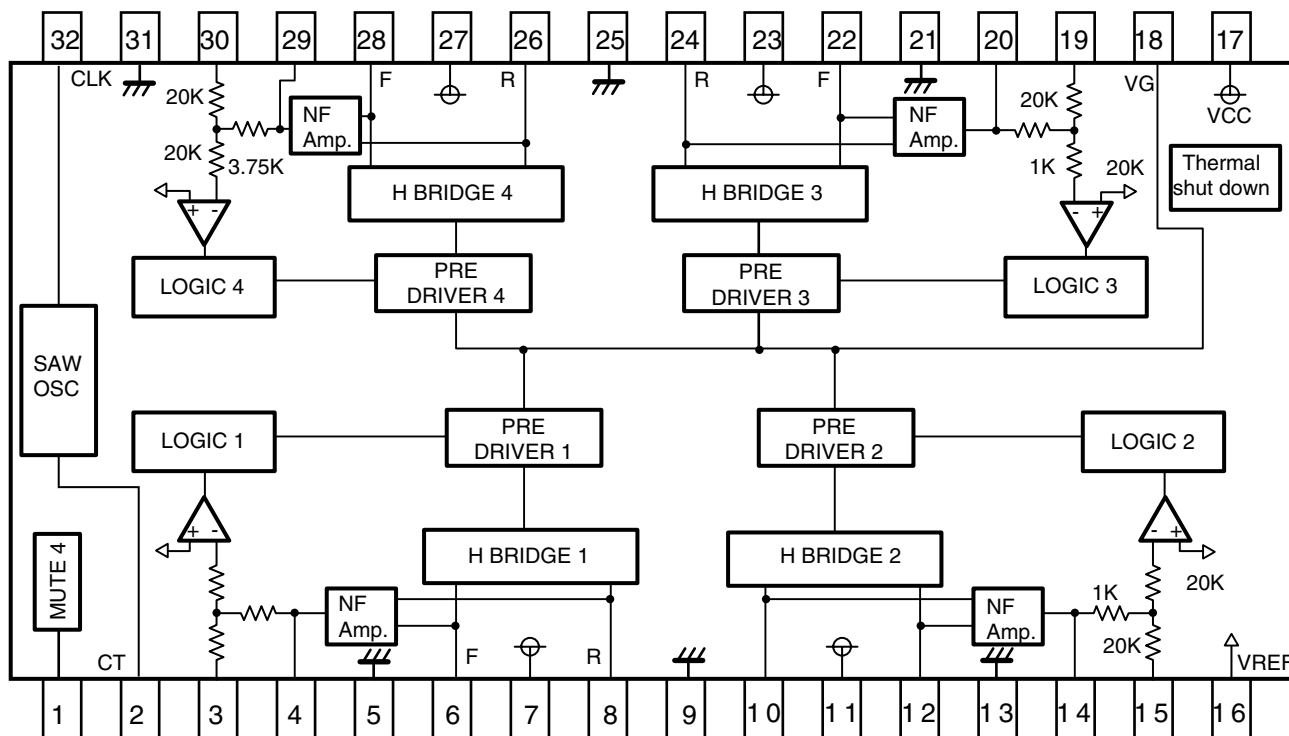 32 31 30 29 28 27 26 25 24 23 22 21 20 19 18 17
CLK F R R F VG
20K NF Amp. NF Amp. 20K VCC
20K 3.75K 1K 20K Thermal shut down
H BRIDGE 4 H BRIDGE 3
+ - - +
LOGIC 4 PRE DRIVER 4 PRE DRIVER 3 LOGIC 3
SAW OSC
LOGIC 1 PRE DRIVER 1 PRE DRIVER 2 LOGIC 2
+ - - +
MUTE 4 H BRIDGE 1 H BRIDGE 2
20K
NF Amp. NF Amp. 1K
CT F R 20K VREF
1 2 3 4 5 6 7 8 9 10 11 12 13 14 15 16